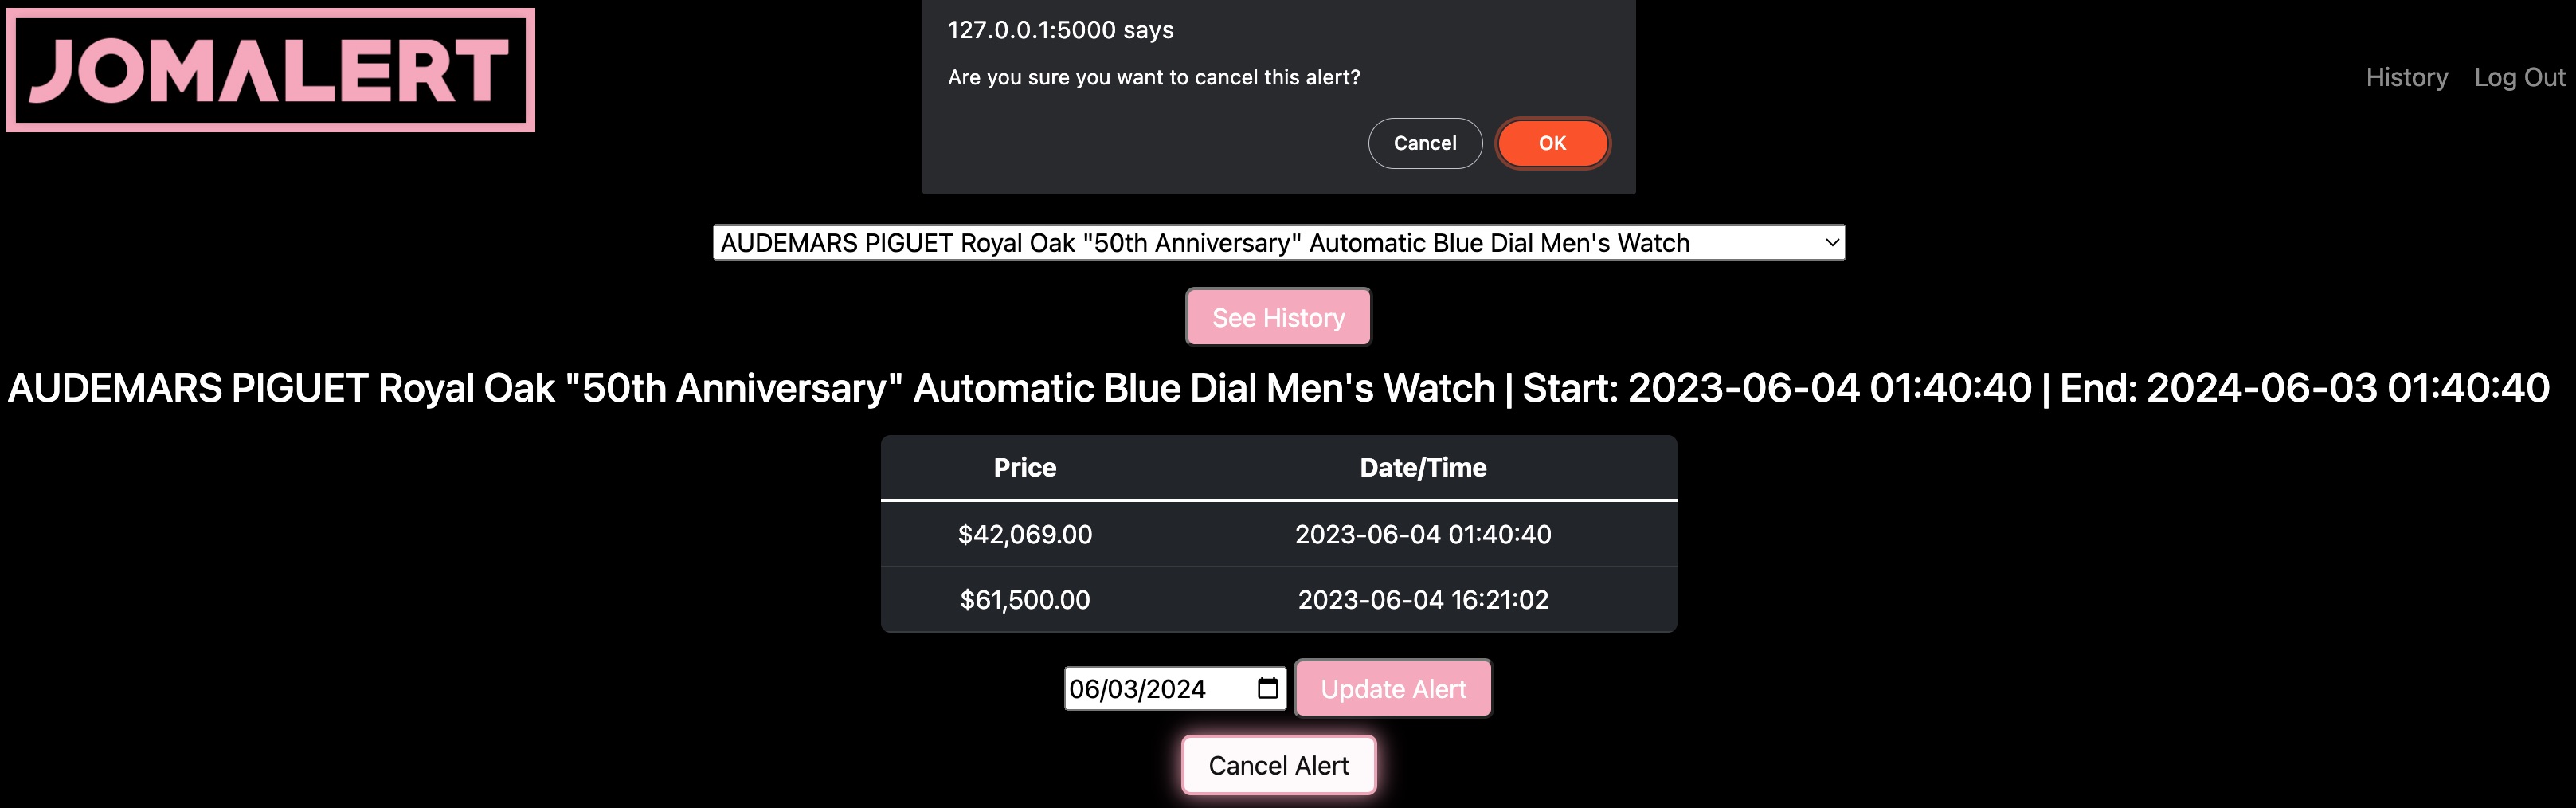 JOMALERT
127.0.0.1:5000 says
Are you sure you want to cancel this alert?
Cancel OK
History Log Out
AUDEMARS PIGUET Royal Oak "50th Anniversary" Automatic Blue Dial Men's Watch
See History
AUDEMARS PIGUET Royal Oak "50th Anniversary" Automatic Blue Dial Men's Watch | Start: 2023-06-04 01:40:40 | End: 2024-06-03 01:40:40
Price Date/Time
$42,069.00 2023-06-04 01:40:40
$61,500.00 2023-06-04 16:21:02
06/03/2024 Update Alert
Cancel Alert